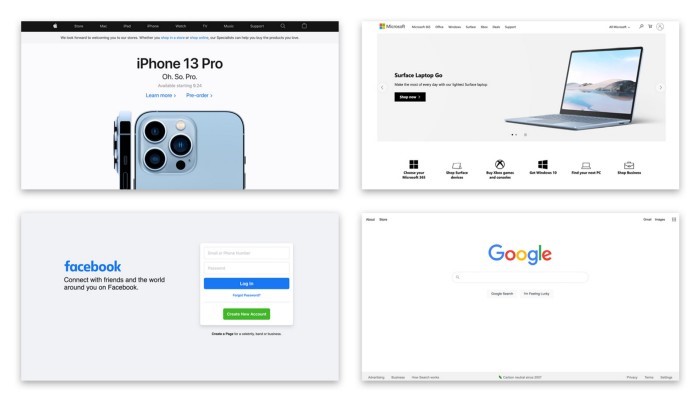 Store Mac iPad iPhone Watch TV Music Support
We look forward to welcoming you to our stores. Whether you shop in a store or shop online, our Specialists can help you buy the products you love.
iPhone 13 Pro
Oh. So. Pro.
Available starting 9.24
Learn more > Pre-order >
Microsoft Microsoft 365 Office Windows Surface Xbox Deals Support All Microsoft
Surface Laptop Go
Make the most of every day with our lightest Surface laptop.
Shop now >
Choose your Shop Surface Buy Xbox games Get Windows 10 Find your next PC Shop Business
Microsoft 365 devices and consoles
facebook
Connect with friends and the world
around you on Facebook.
Email or Phone Number
Password
Log In
Forgot Password?
Create New Account
Create a Page for a celebrity, band or business.
About Store Gmail Images
Google
Google Search I'm Feeling Lucky
Advertising Business How Search works Carbon neutral since 2007 Privacy Terms Settings